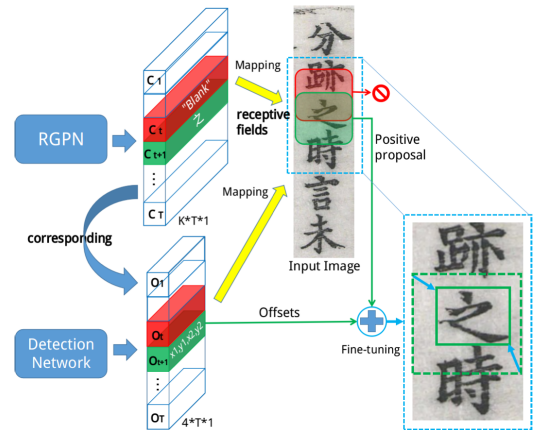 RGPN
C1
Ct
"Blank"
Ct+1
之
⋮
CT
K*T*1
Mapping
receptive
fields
Mapping
corresponding
分
跡
之
時
言
未
Input Image
Positive
proposal
Detection
Network
O1
Ot
Ot+1
x1,y1,x2,y2
⋮
OT
4*T*1
Offsets
Fine-tuning
跡
之
時